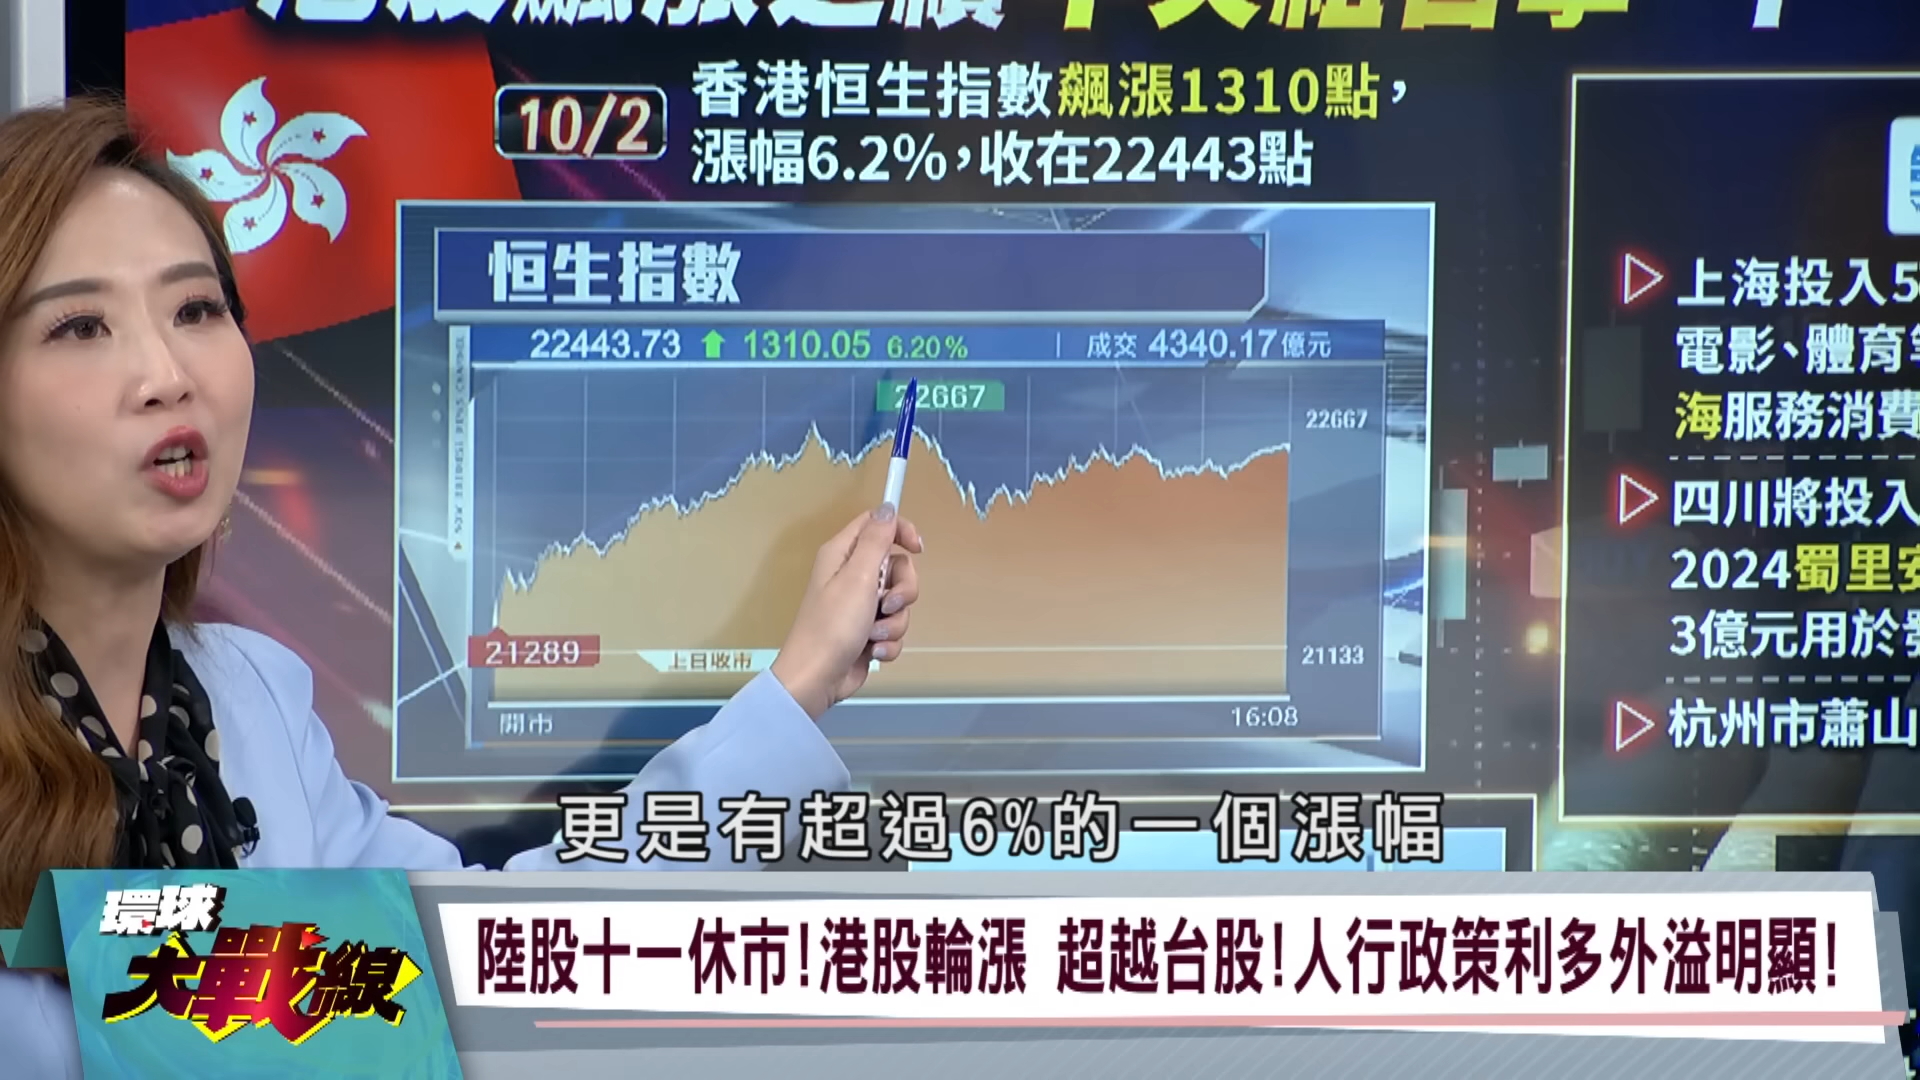 10/2
香港恒生指數飆漲1310點,
漲幅6.2%,收在22443點
恒生指數
22443.73 1310.05 6.20% | 成交 4340.17億元
22667
22667
21289
上日收市
21133
開市
16:08
上海投入5
電影、體育
海服務消費
四川將投入
2024蜀里安
3億元用於發
杭州市蕭山
更是有超過6%的一個漲幅
環球
大戰線
陸股十一休市!港股輪漲 超越台股!人行政策利多外溢明顯!